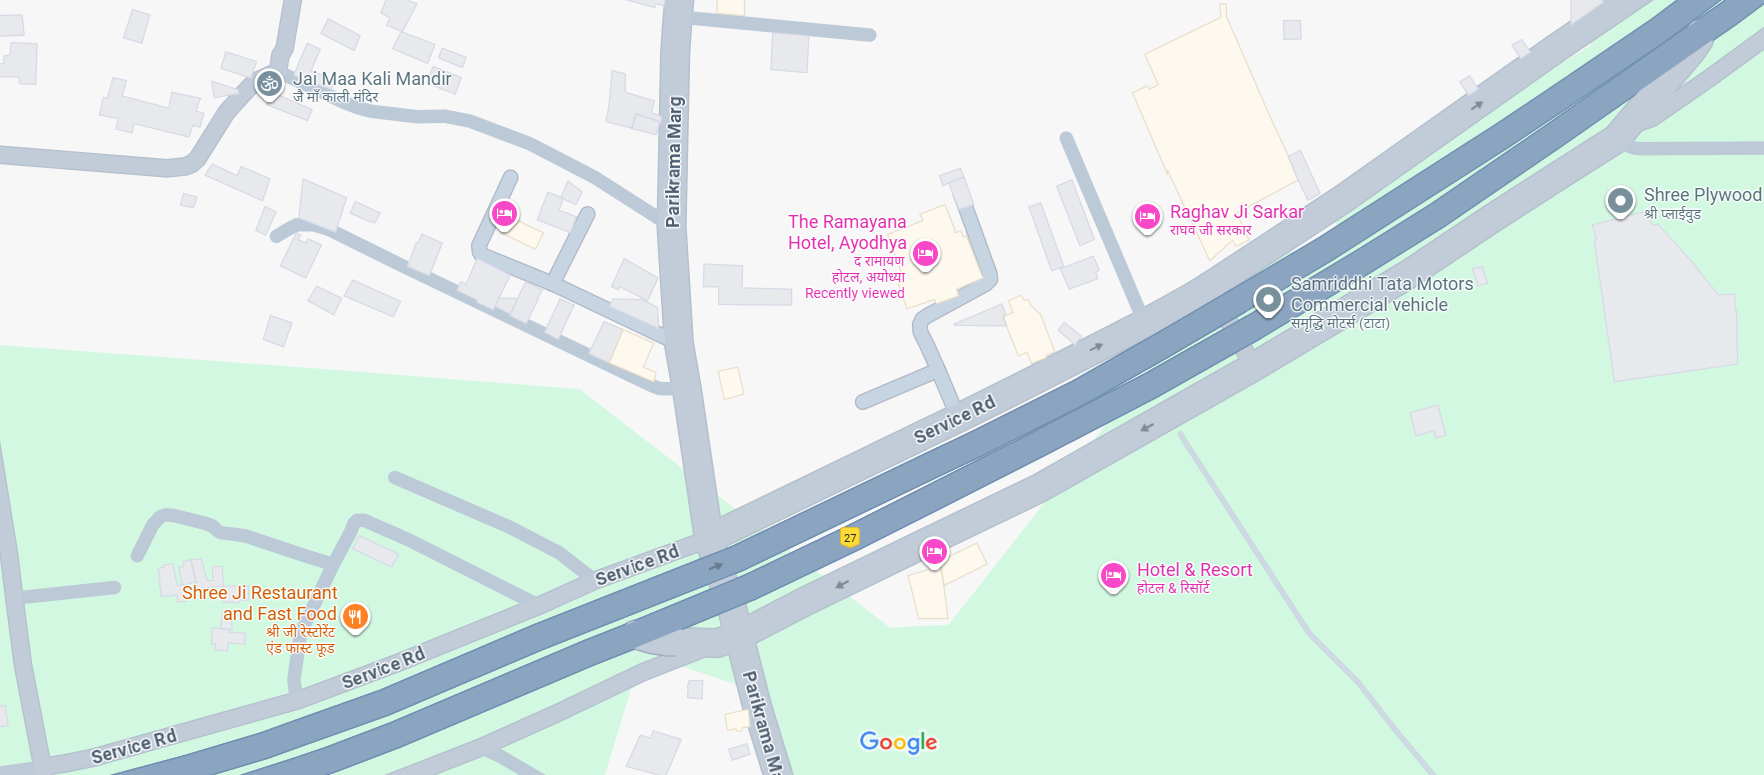 Jai Maa Kali Mandir
जै माँ काली मंदिर
Parikrama Marg
The Ramayana
Hotel, Ayodhya
द रामायण
होटल, अयोध्या
Recently viewed
Raghav Ji Sarkar
राघव जी सरकार
Shree Plywood
श्री प्लाईवुड
Samriddhi Tata Motors
Commercial vehicle
समृद्धि मोटर्स (टाटा)
Service Rd
27
Service Rd
Hotel & Resort
होटल & रिसॉर्ट
Shree Ji Restaurant
and Fast Food
श्री जी रेस्टोरेंट
एंड फास्ट फूड
Service Rd
Parikrama Ma
Service Rd
Google